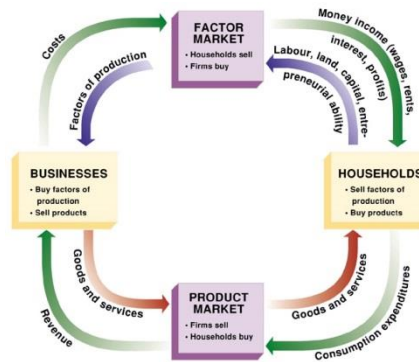 Costs
Factors of production
FACTOR
MARKET
• Households sell
• Firms buy
Money income (wages, rents,
interest, profits)
Labour, land, capital, entre-
preneurial ability
BUSINESSES
• Buy factors of
production
• Sell products
HOUSEHOLDS
• Sell factors of
production
• Buy products
Goods and services
Revenue
PRODUCT
MARKET
• Firms sell
• Households buy
Goods and services
Consumption expenditures